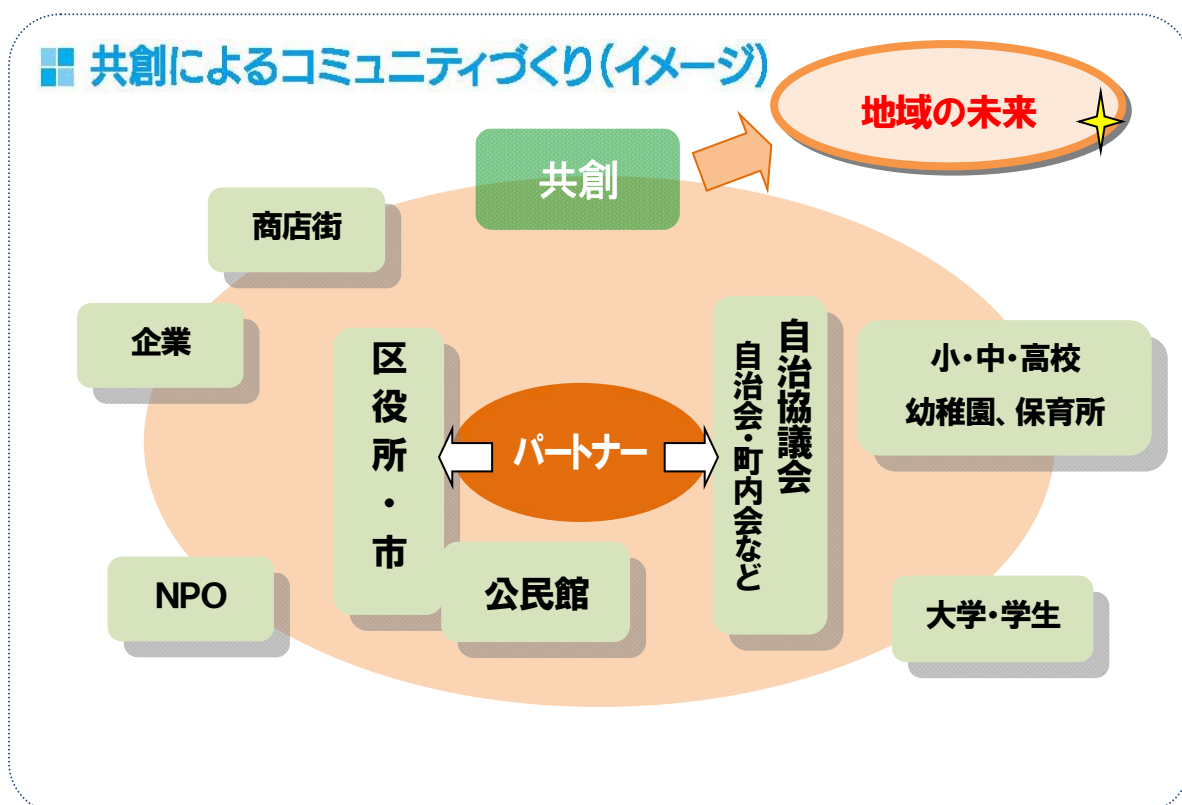 共創によるコミュニティづくり(イメージ)
地域の未来
共創
商店街
企業
区役所・市
パートナー
自治協議会
自治会・町内会など
小・中・高校
幼稚園、保育所
NPO
公民館
大学・学生